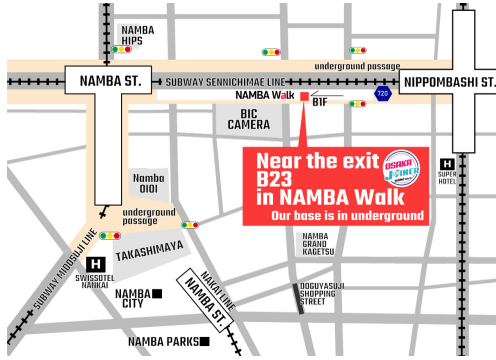 NAMBA
HIPS
underground passage
NAMBA ST.
SUBWAY SENNICHIMAE LINE
NIPPOMBASHI ST.
NAMBA Walk
B1F
720
BIC
CAMERA
Near the exit
B23
in NAMBA Walk
Our base is in underground
OSAKA
JOINER
H
SUPER
HOTEL
Namba
OIOI
underground
passage
SUBWAY MIDOSUJI LINE
TAKASHIMAYA
H
SWISSOTEL
NANKAI
NAMBA
CITY
NANKAI LINE
NAMBA ST.
NAMBA
GRAND
KAGETSU
DOGUYASUJI
SHOPPING
STREET
NAMBA PARKS